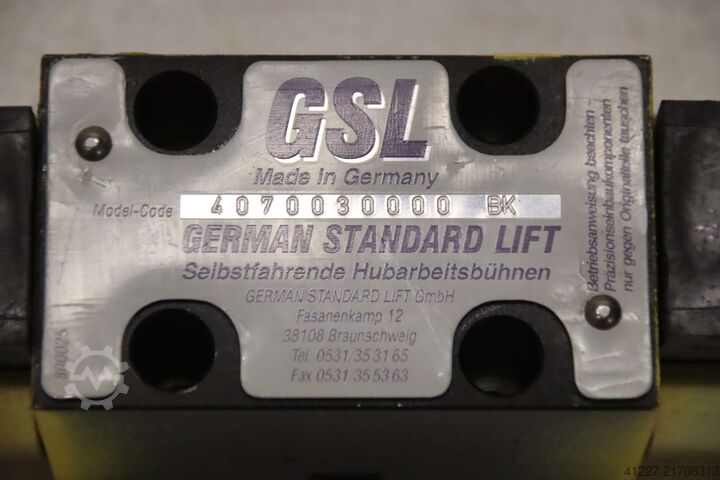 GSL
Made in Germany
Model-Code 4070030000 BK
GERMAN STANDARD LIFT
Selbstfahrende Hubarbeitsbühnen
GERMAN STANDARD LIFT GmbH
Fasanenkamp 12
38108 Braunschweig
Tel. 0531/35 31 65
Fax 0531 35 53 63
Betriebsanweisung beachten –
Präzisionseinbaukomponenten
nur gegen Originalteile tauschen
41227-21708313